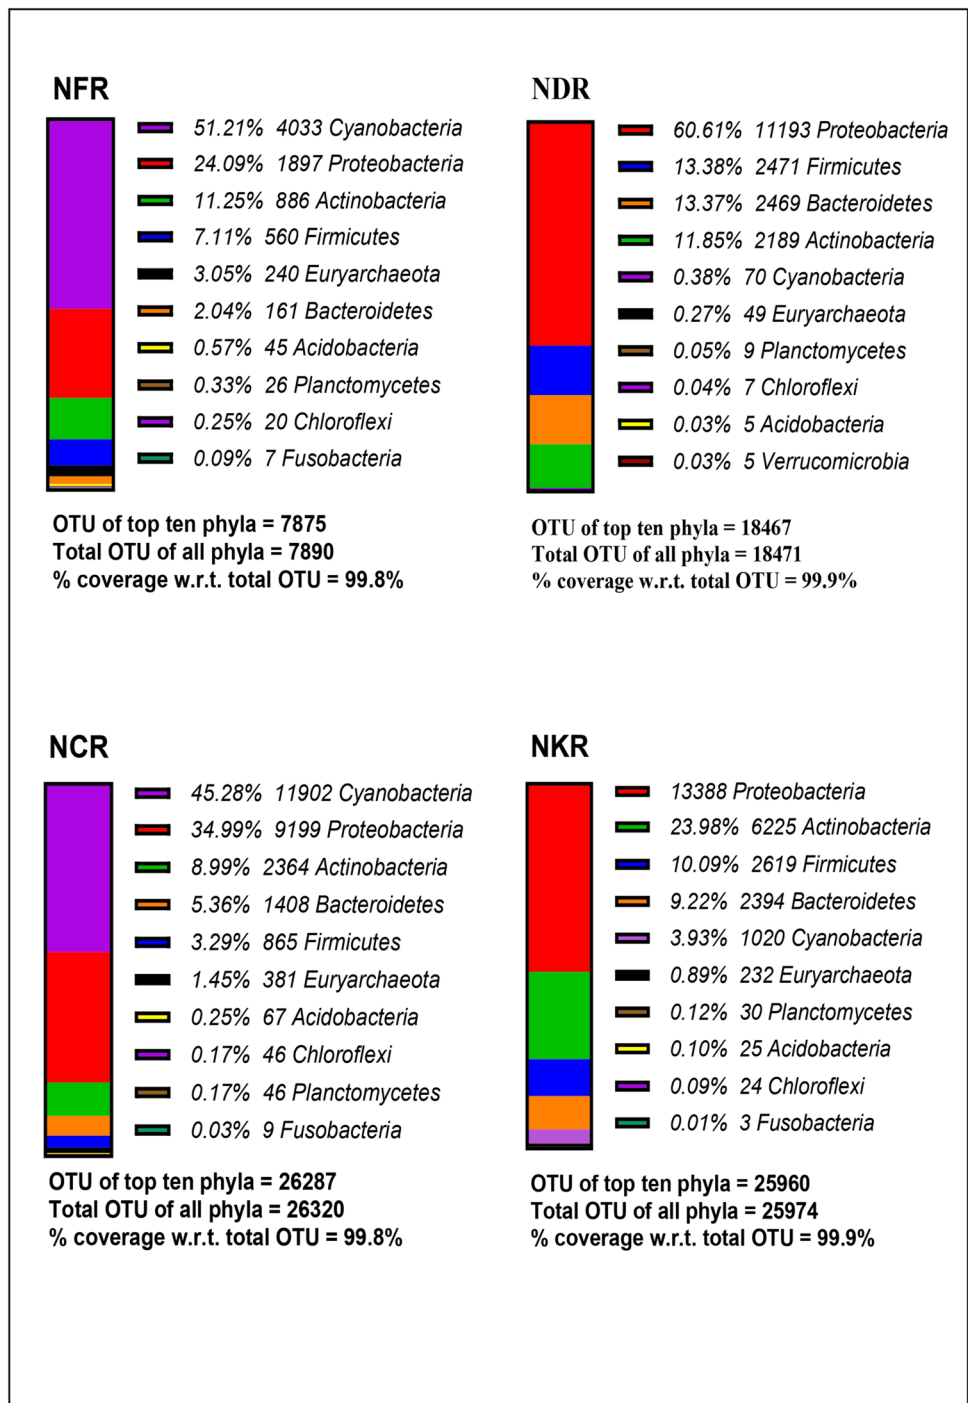 NFR
51.21% 4033 Cyanobacteria
24.09% 1897 Proteobacteria
11.25% 886 Actinobacteria
7.11% 560 Firmicutes
3.05% 240 Euryarchaeota
2.04% 161 Bacteroidetes
0.57% 45 Acidobacteria
0.33% 26 Planctomycetes
0.25% 20 Chloroflexi
0.09% 7 Fusobacteria
OTU of top ten phyla = 7875
Total OTU of all phyla = 7890
% coverage w.r.t. total OTU = 99.8%
NDR
60.61% 11193 Proteobacteria
13.38% 2471 Firmicutes
13.37% 2469 Bacteroidetes
11.85% 2189 Actinobacteria
0.38% 70 Cyanobacteria
0.27% 49 Euryarchaeota
0.05% 9 Planctomycetes
0.04% 7 Chloroflexi
0.03% 5 Acidobacteria
0.03% 5 Verrucomicrobia
OTU of top ten phyla = 18467
Total OTU of all phyla = 18471
% coverage w.r.t. total OTU = 99.9%
NCR
45.28% 11902 Cyanobacteria
34.99% 9199 Proteobacteria
8.99% 2364 Actinobacteria
5.36% 1408 Bacteroidetes
3.29% 865 Firmicutes
1.45% 381 Euryarchaeota
0.25% 67 Acidobacteria
0.17% 46 Chloroflexi
0.17% 46 Planctomycetes
0.03% 9 Fusobacteria
OTU of top ten phyla = 26287
Total OTU of all phyla = 26320
% coverage w.r.t. total OTU = 99.8%
NKR
13388 Proteobacteria
23.98% 6225 Actinobacteria
10.09% 2619 Firmicutes
9.22% 2394 Bacteroidetes
3.93% 1020 Cyanobacteria
0.89% 232 Euryarchaeota
0.12% 30 Planctomycetes
0.10% 25 Acidobacteria
0.09% 24 Chloroflexi
0.01% 3 Fusobacteria
OTU of top ten phyla = 25960
Total OTU of all phyla = 25974
% coverage w.r.t. total OTU = 99.9%